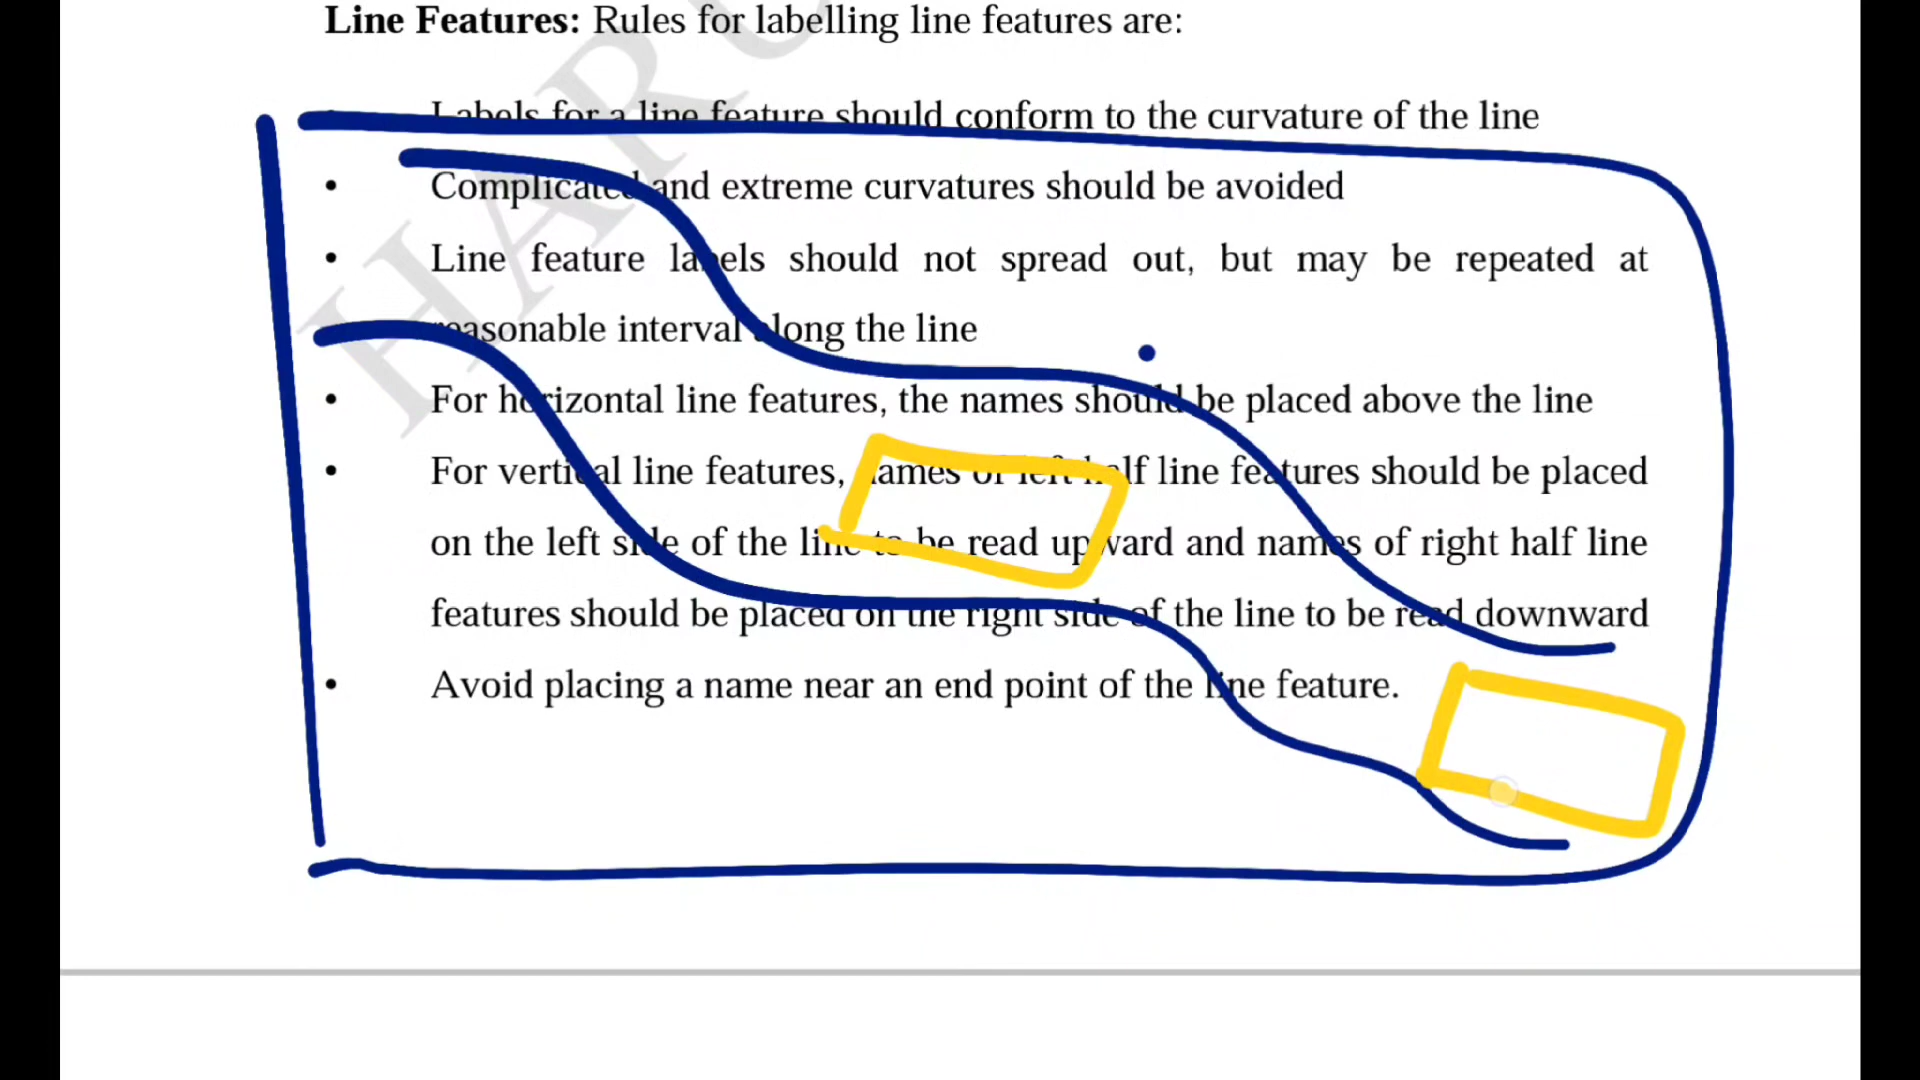 Line Features: Rules for labelling line features are:
• Labels for a line feature should conform to the curvature of the line
• Complicated and extreme curvatures should be avoided
• Line feature labels should not spread out, but may be repeated at
reasonable interval along the line
• For horizontal line features, the names should be placed above the line
• For vertical line features, names of left half line features should be placed
on the left side of the line to be read upward and names of right half line
features should be placed on the right side of the line to be read downward
• Avoid placing a name near an end point of the line feature.